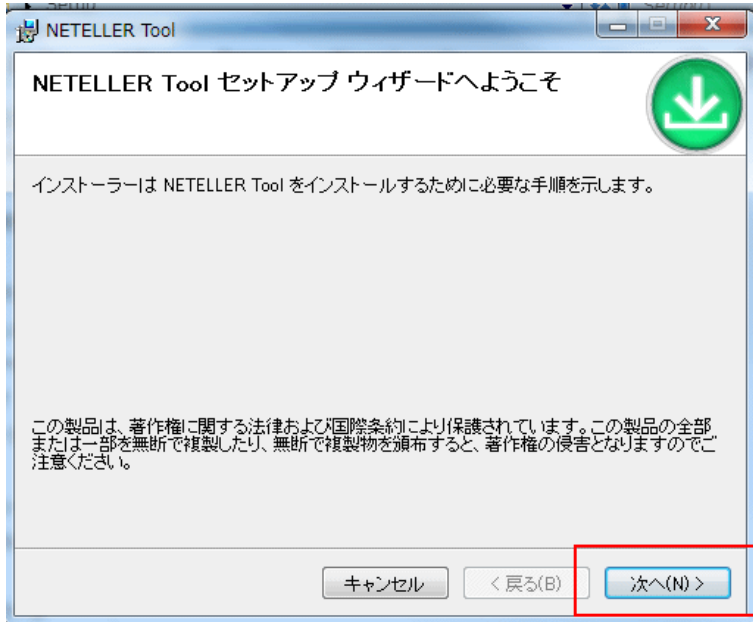 NETELLER Tool
NETELLER Tool セットアップ ウィザードへようこそ
インストーラーは NETELLER Tool をインストールするために必要な手順を示します。
この製品は、著作権に関する法律および国際条約により保護されています。この製品の全部
または一部を無断で複製したり、無断で複製物を頒布すると、著作権の侵害となりますのでご
注意ください。
キャンセル
< 戻る(B)
次へ(N) >